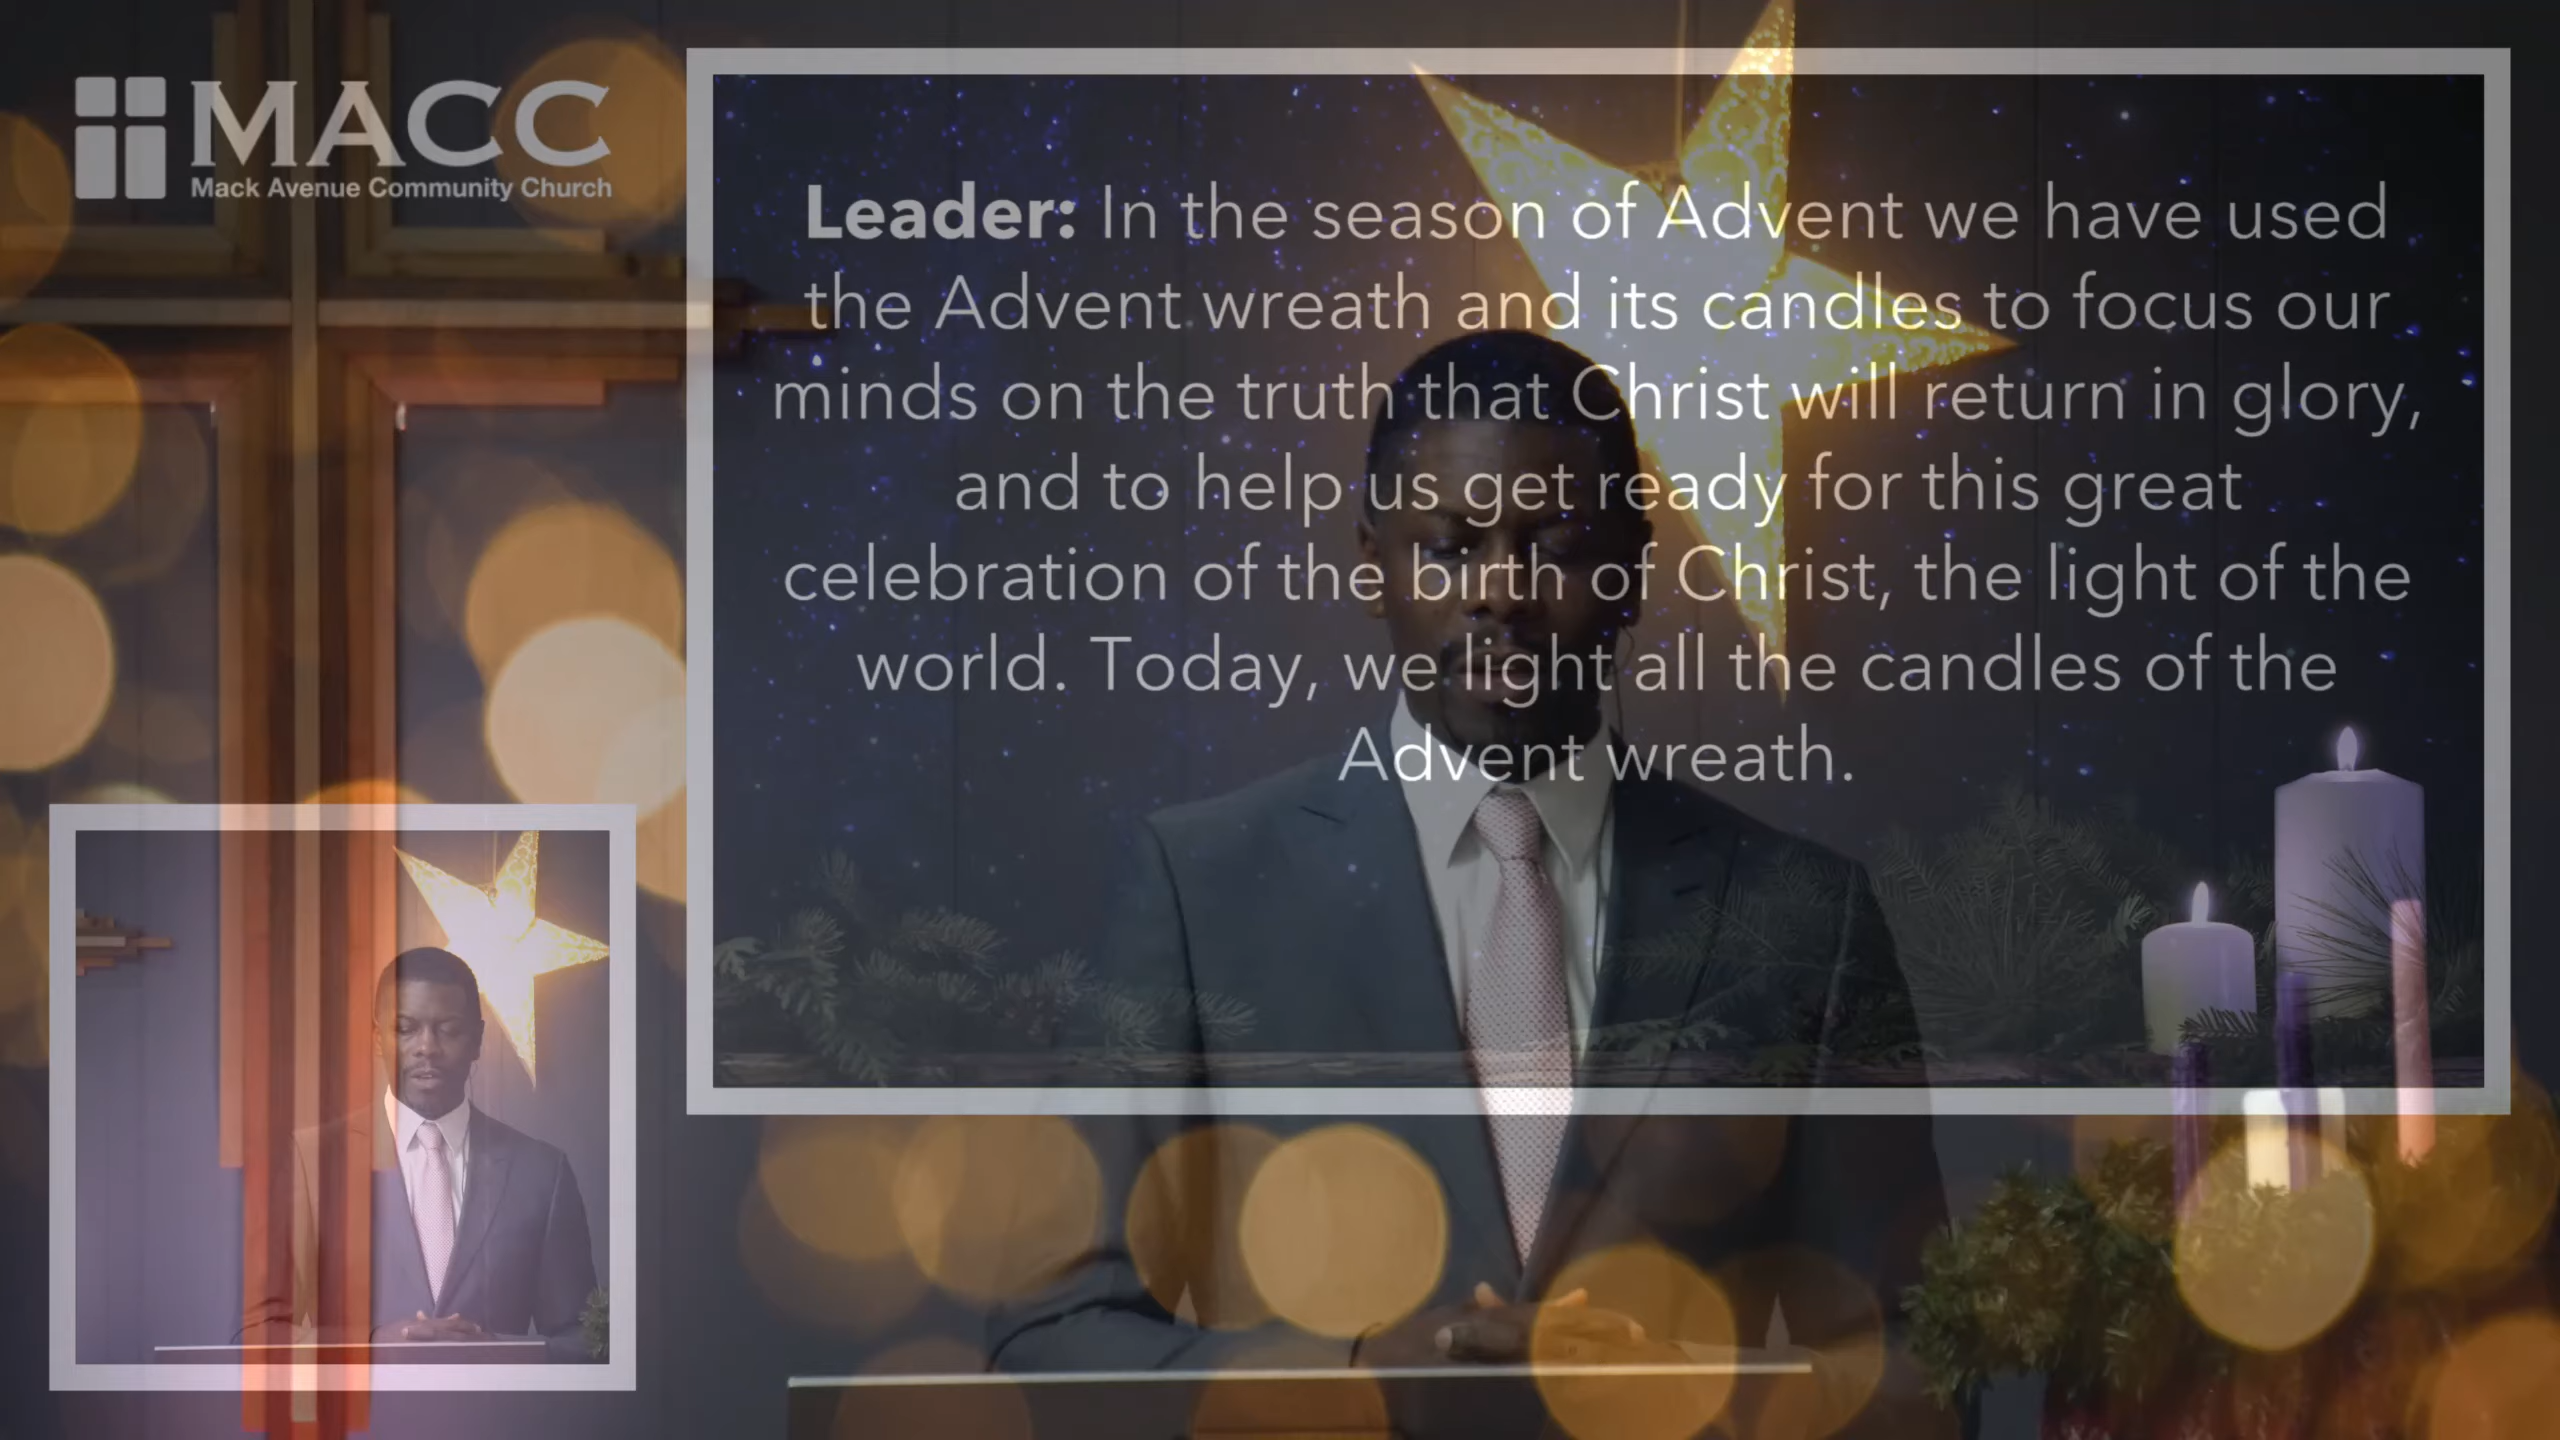 MACC
Mack Avenue Community Church
Leader: In the season of Advent we have used
the Advent wreath and its candles to focus our
minds on the truth that Christ will return in glory,
and to help us get ready for this great
celebration of the birth of Christ, the light of the
world. Today, we light all the candles of the
Advent wreath.